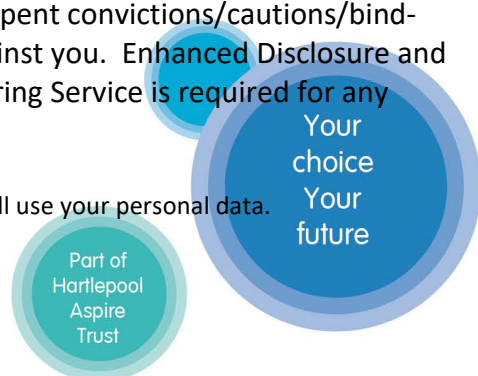 pent convictions/cautions/bind-
inst you.  Enhanced Disclosure and
ring Service is required for any
ll use your personal data.
Your
choice
Your
future
Part of
Hartlepool
Aspire
Trust